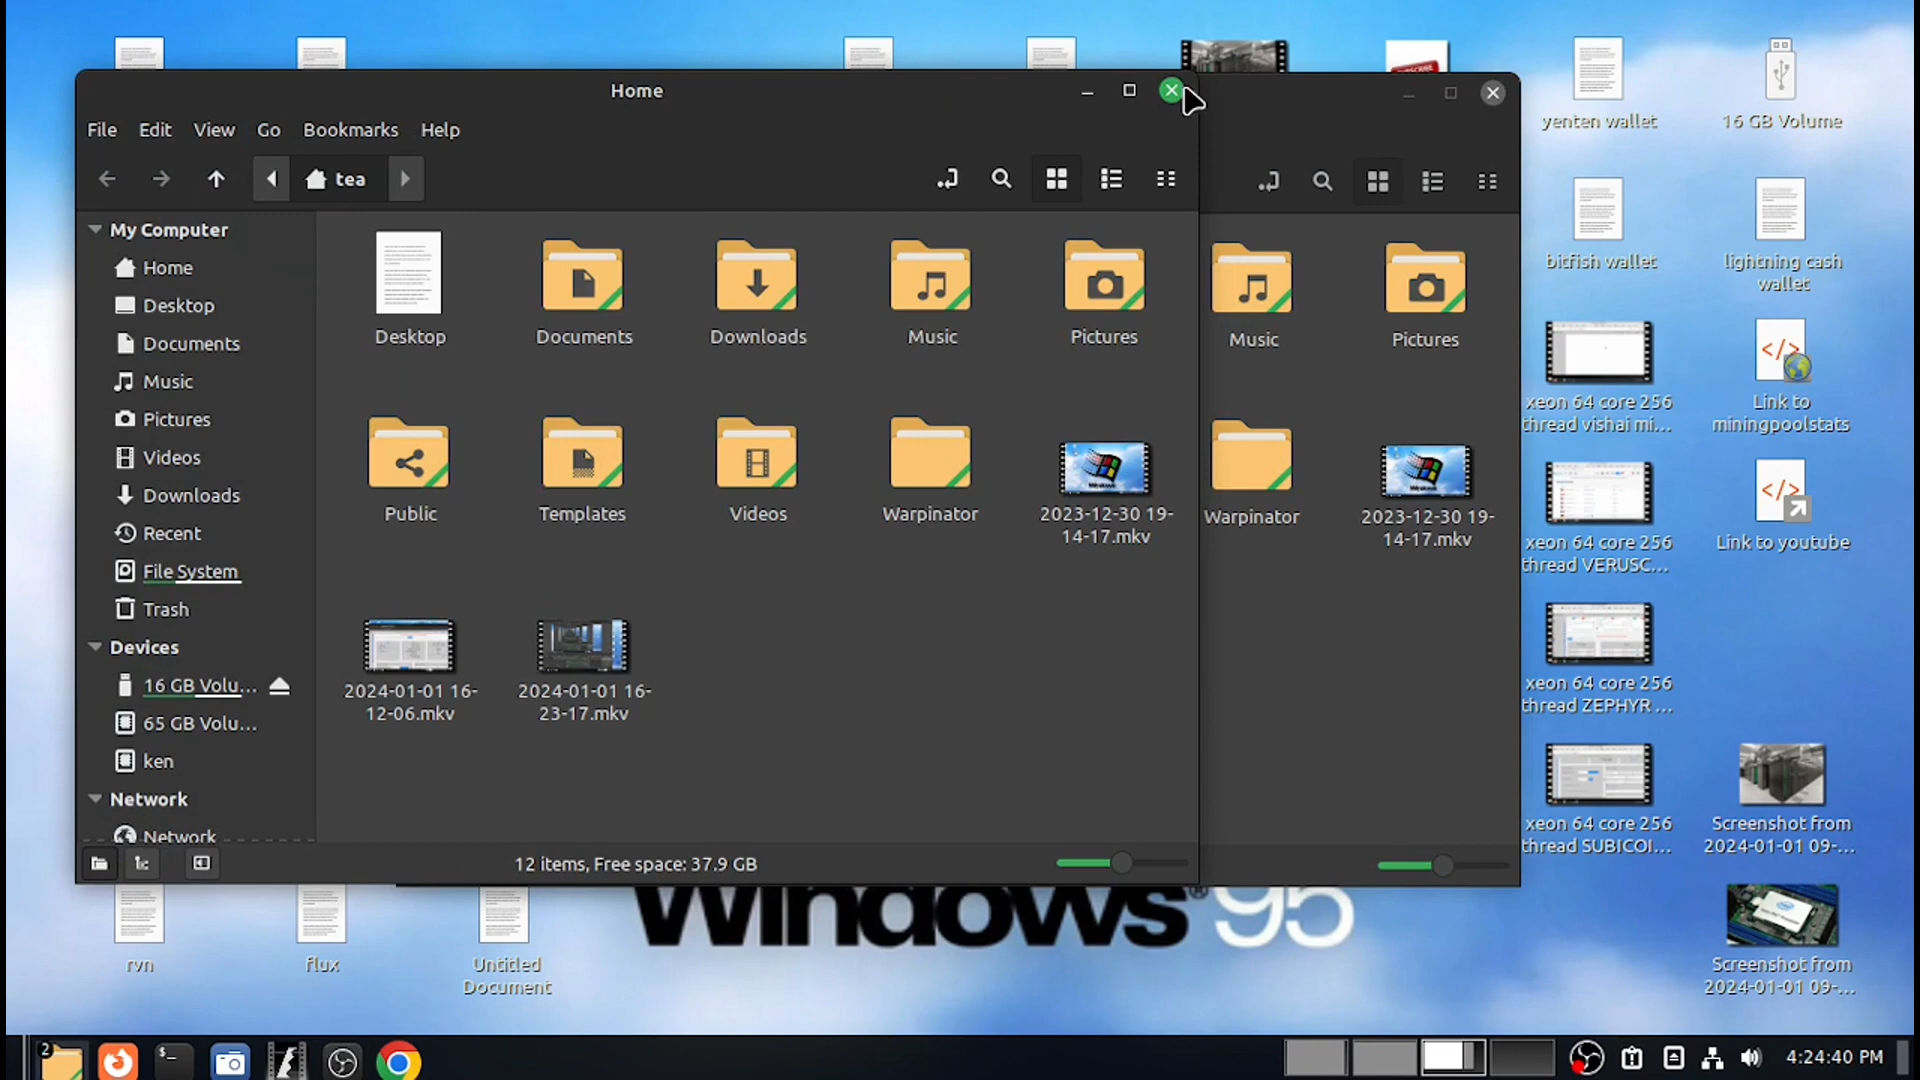 Home
File Edit View Go Bookmarks Help
tea
My Computer
Home
Desktop
Documents
Music
Pictures
Videos
Downloads
Recent
File System
Trash
Devices
16 GB Volu...
65 GB Volu...
ken
Network
Network
Desktop
Documents
Downloads
Music
Pictures
Public
Templates
Videos
Warpinator
2023-12-30 19-
14-17.mkv
2024-01-01 16-
12-06.mkv
2024-01-01 16-
23-17.mkv
12 items, Free space: 37.9 GB
Music
Pictures
Warpinator
2023-12-30 19-
14-17.mkv
yenten wallet
16 GB Volume
bitfish wallet
lightning cash
wallet
xeon 64 core 256
thread vishai mi...
Link to
miningpoolstats
xeon 64 core 256
thread VERUSC...
Link to youtube
xeon 64 core 256
thread ZEPHYR ...
xeon 64 core 256
thread SUBICOI...
Screenshot from
2024-01-01 09-...
Screenshot from
2024-01-01 09-...
Windows® 95
rvn
flux
Untitled
Document
2
4:24:40 PM